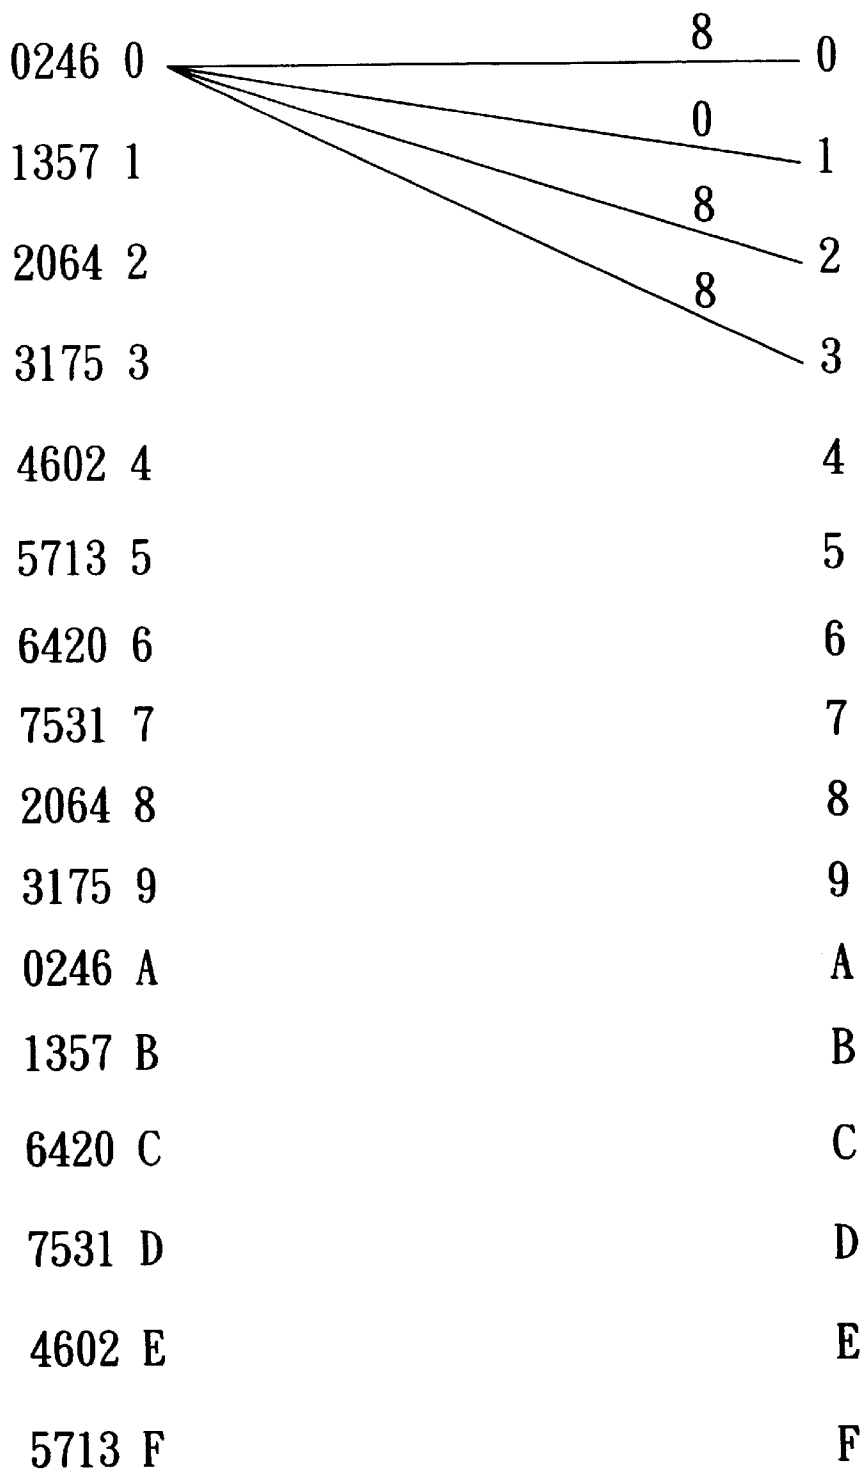 8
0246 0 0
0
1357 1 1
8
2064 2 2
8
3175 3 3
4602 4 4
5713 5 5
6420 6 6
7531 7 7
2064 8 8
3175 9 9
0246 A A
1357 B B
6420 C C
7531 D D
4602 E E
5713 F F